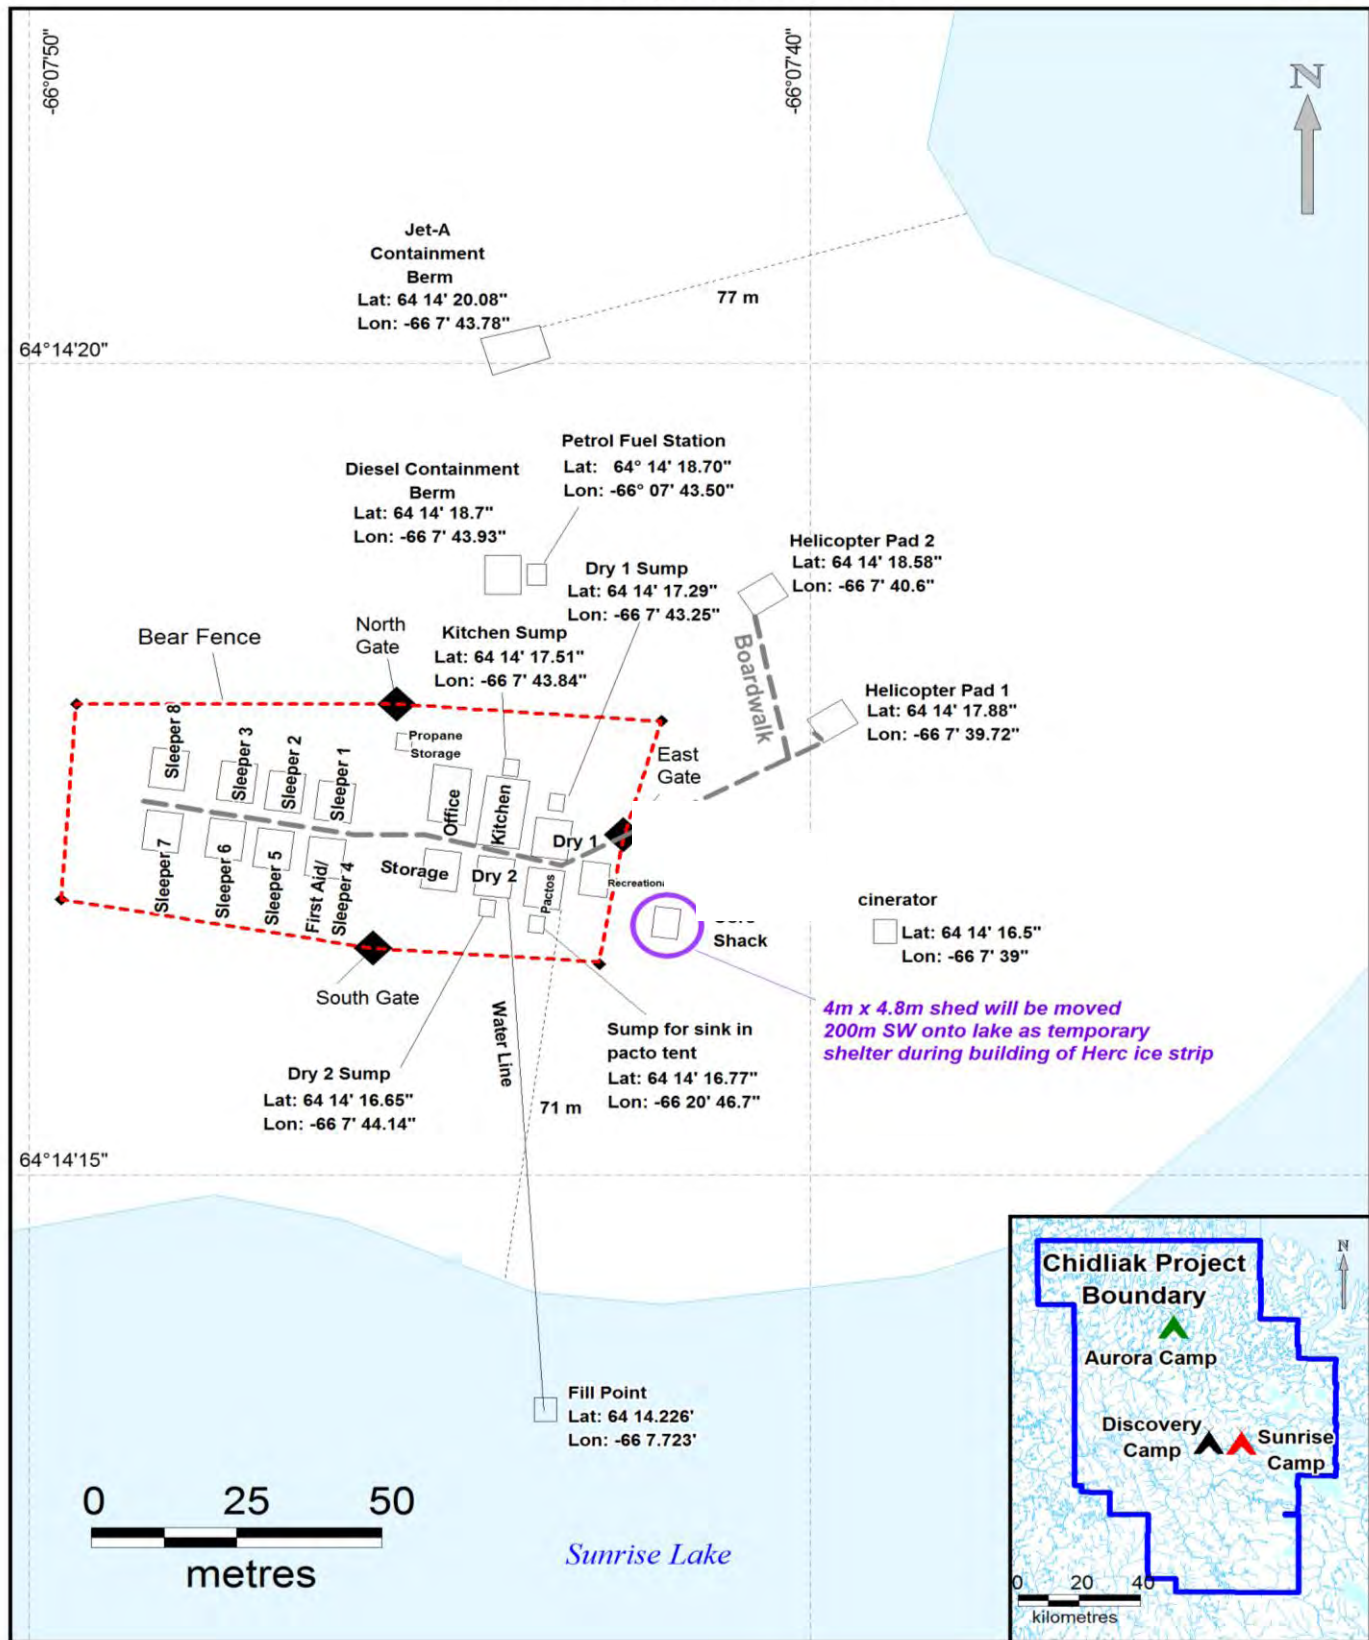 -66°07'50"
-66°07'40"
N
Jet-A
Containment
Berm
Lat: 64 14' 20.08"
Lon: -66 7' 43.78"
77 m
64°14'20"
Petrol Fuel Station
Lat: 64° 14' 18.70"
Lon: -66° 07' 43.50"
Diesel Containment
Berm
Lat: 64 14' 18.7"
Lon: -66 7' 43.93"
Helicopter Pad 2
Lat: 64 14' 18.58"
Lon: -66 7' 40.6"
Dry 1 Sump
Lat: 64 14' 17.29"
Lon: -66 7' 43.25"
Bear Fence
North
Gate
Kitchen Sump
Lat: 64 14' 17.51"
Lon: -66 7' 43.84"
Boardwalk
Helicopter Pad 1
Lat: 64 14' 17.88"
Lon: -66 7' 39.72"
East
Gate
Propane
Storage
Sleeper 8
Sleeper 3
Sleeper 2
Sleeper 1
Office
Kitchen
Dry 1
Sleeper 7
Sleeper 6
Sleeper 5
First Aid/
Sleeper 4
Storage
Dry 2
Pactos
Recreationa
Shack
cinerator
Lat: 64 14' 16.5"
Lon: -66 7' 39"
South Gate
4m x 4.8m shed will be moved
200m SW onto lake as temporary
shelter during building of Herc ice strip
Water Line
Sump for sink in
pacto tent
Lat: 64 14' 16.77"
Lon: -66 20' 46.7"
Dry 2 Sump
Lat: 64 14' 16.65"
Lon: -66 7' 44.14"
71 m
64°14'15"
Fill Point
Lat: 64 14.226'
Lon: -66 7.723'
0 25 50
metres
Sunrise Lake
N
Chidliak Project
Boundary
Aurora Camp
Discovery
Camp
Sunrise
Camp
0 20 40
kilometres